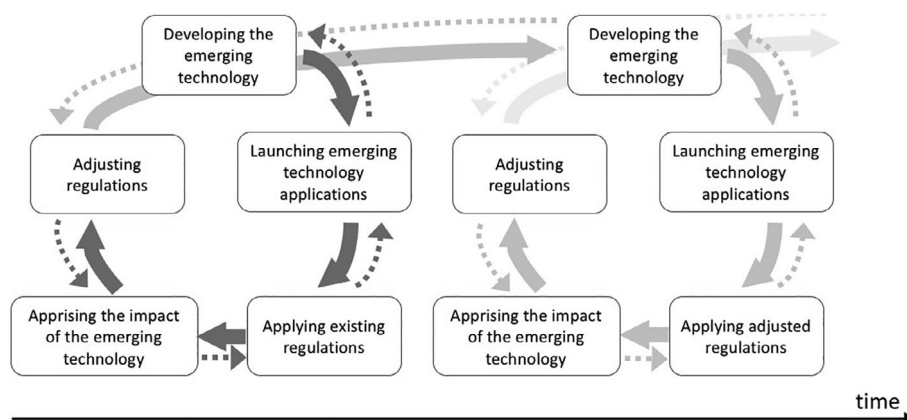 Developing the
emerging
technology
Developing the
emerging
technology
Adjusting
regulations
Launching emerging
technology
applications
Adjusting
regulations
Launching emerging
technology
applications
Apprising the impact
of the emerging
technology
Applying existing
regulations
Apprising the impact
of the emerging
technology
Applying adjusted
regulations
time